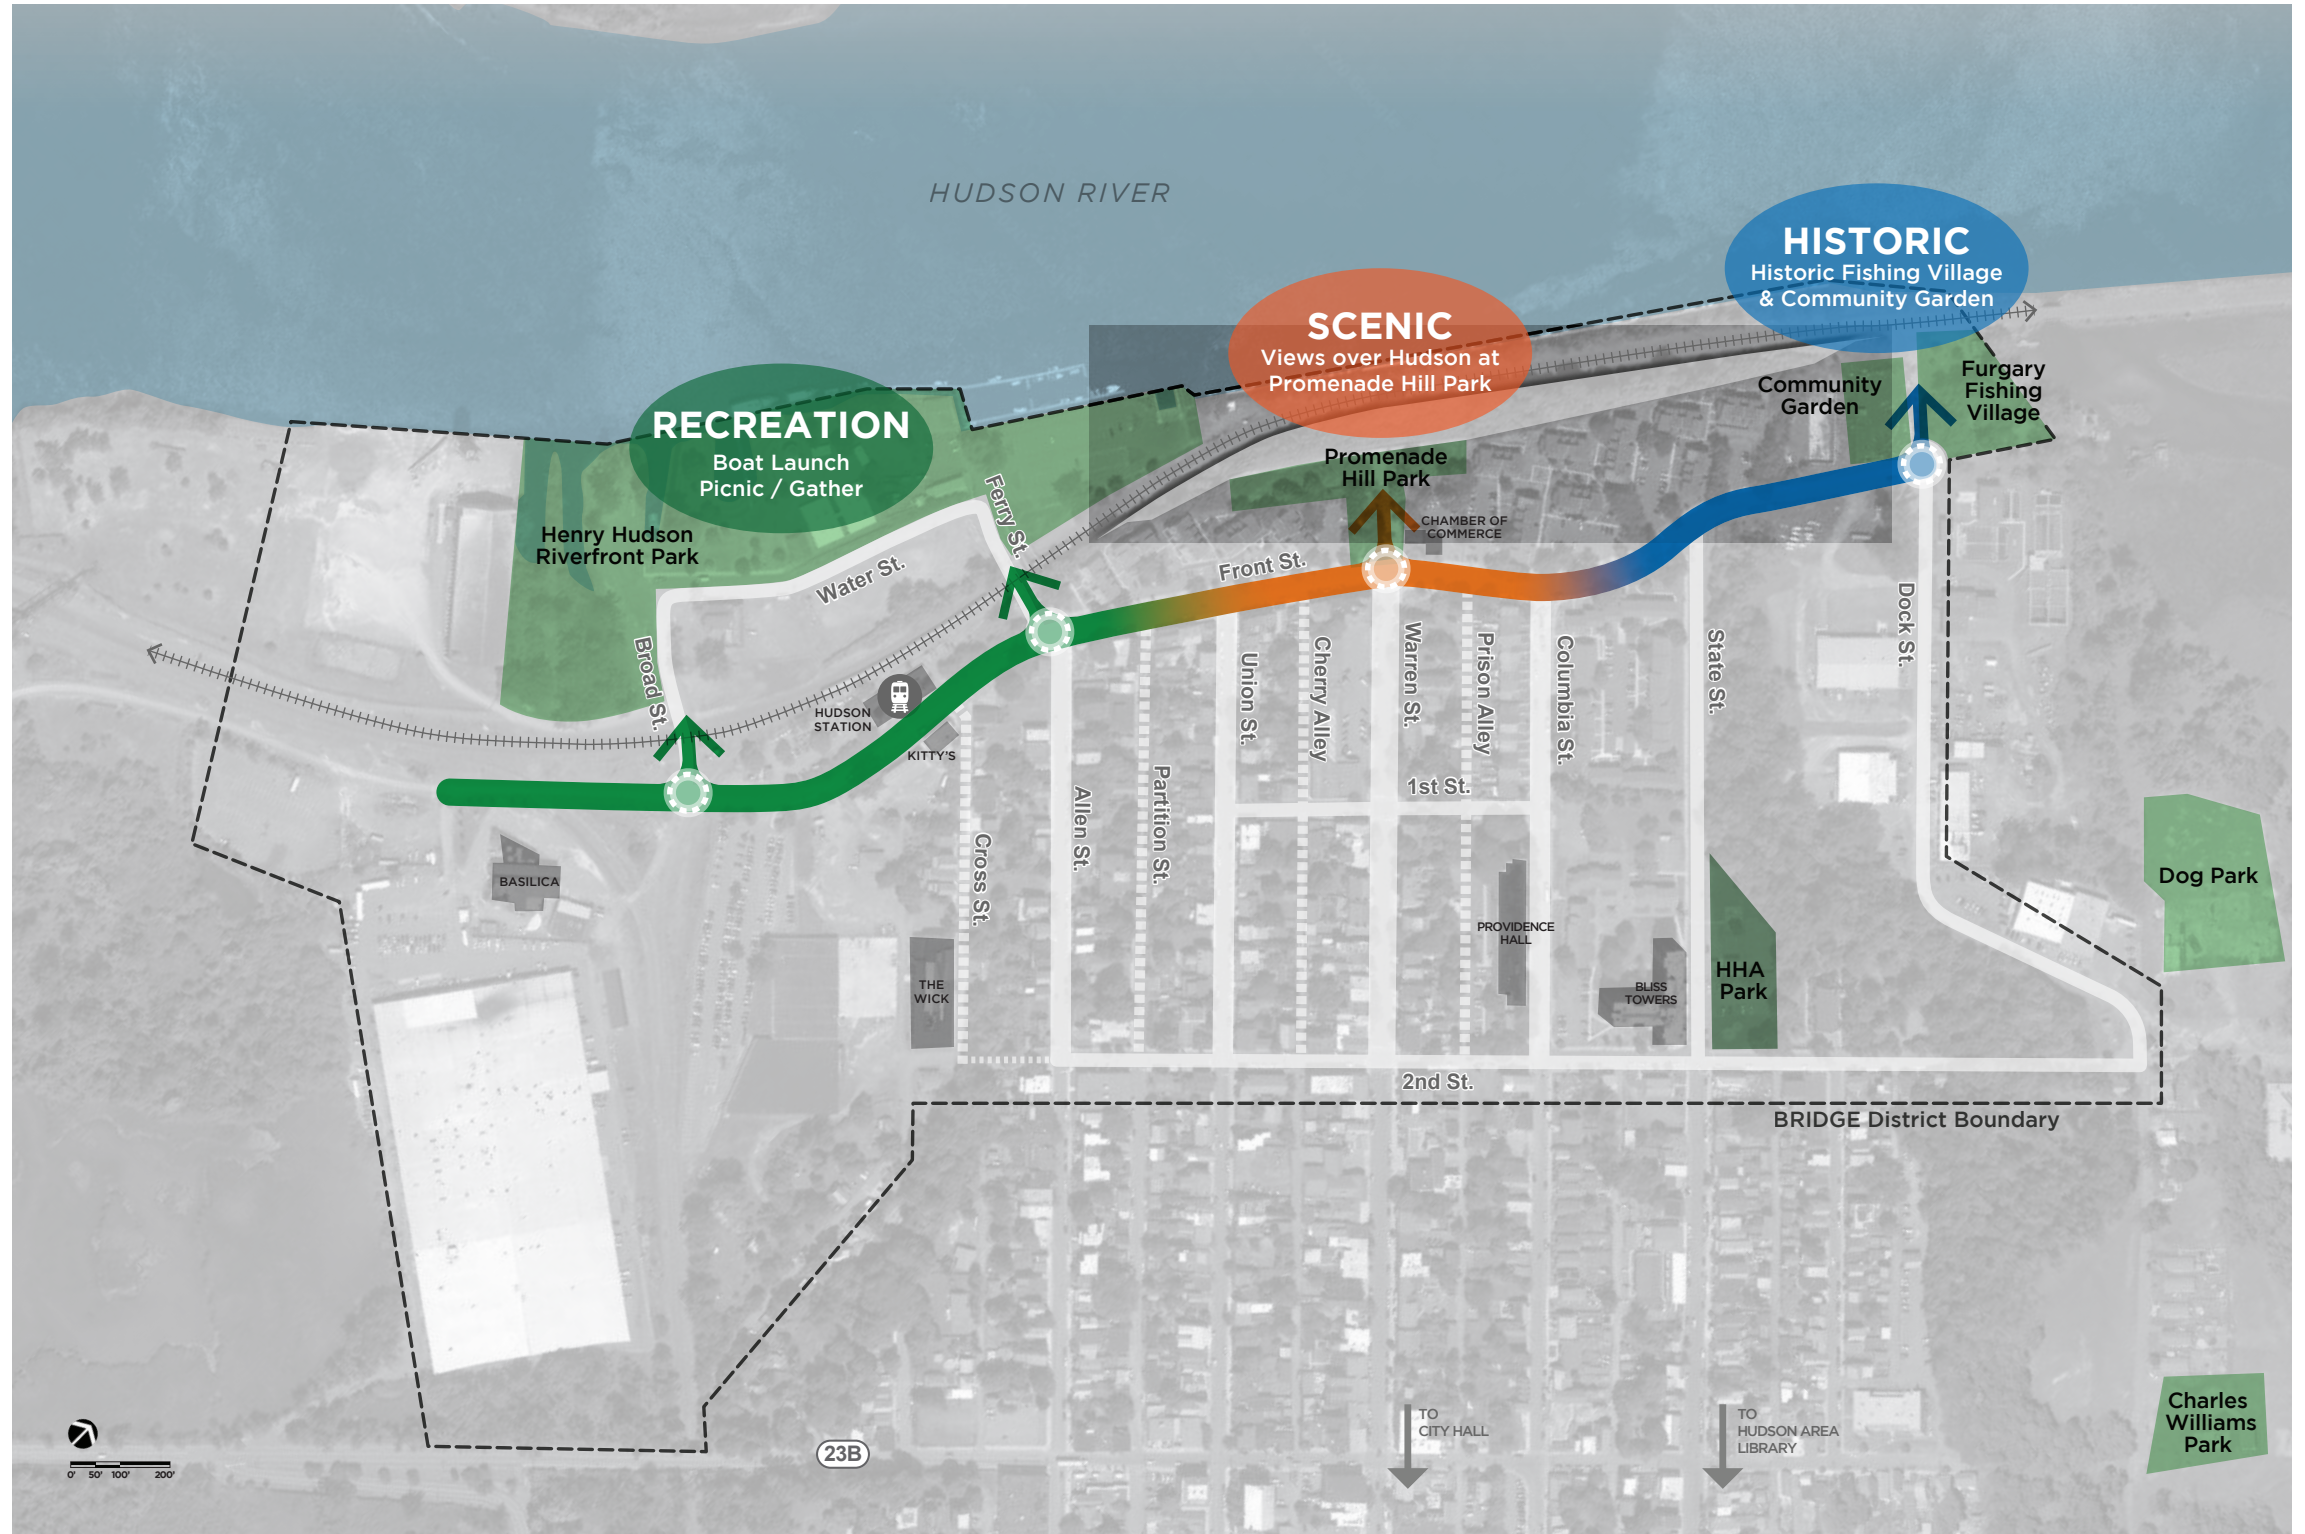 HUDSON RIVER
HISTORIC
Historic Fishing Village
& Community Garden
SCENIC
Views over Hudson at
Promenade Hill Park
RECREATION
Boat Launch
Picnic / Gather
Community
Garden
Furgary
Fishing
Village
Promenade
Hill Park
CHAMBER OF
COMMERCE
Henry Hudson
Riverfront Park
Ferry St.
Water St.
Front St.
Broad St.
HUDSON
STATION
KITTY'S
Dock St.
Union St.
Cherry Alley
Warren St.
Prison Alley
Columbia St.
State St.
1st St.
Partition St.
Allen St.
Cross St.
BASILICA
THE
WICK
PROVIDENCE
HALL
BLISS
TOWERS
HHA
Park
Dog Park
2nd St.
BRIDGE District Boundary
Charles
Williams
Park
TO
CITY HALL
TO
HUDSON AREA
LIBRARY
23B
0' 50' 100' 200'